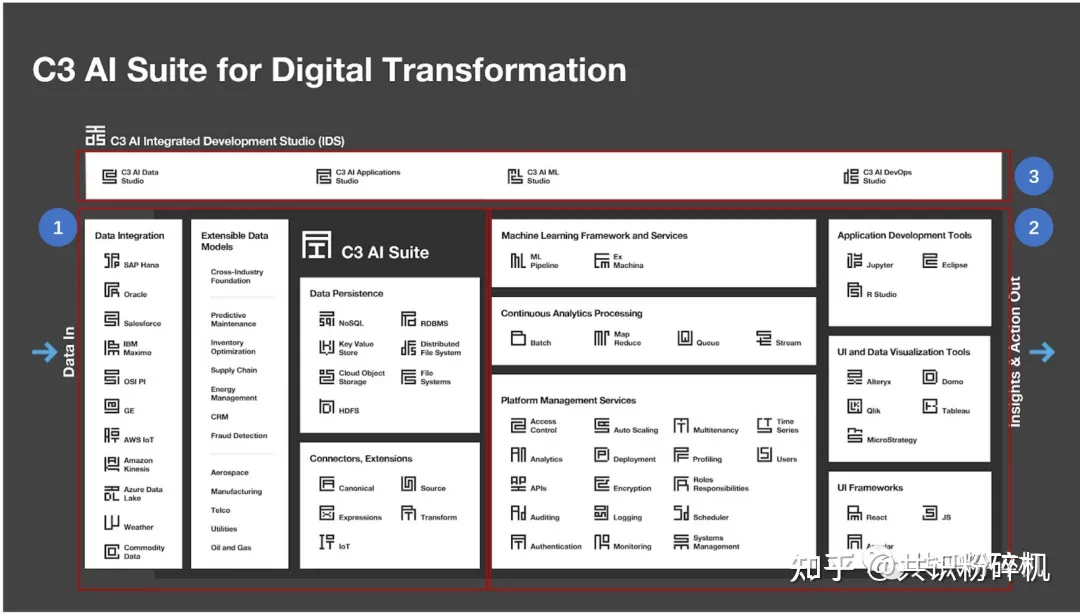 C3 AI Suite for Digital Transformation
C3 AI Integrated Development Studio (IDS)
C3 AI Data
Studio
C3 AI Applications
Studio
C3 AI ML
Studio
C3 AI DevOps
Studio
3
1
2
Data In
Data Integration
SAP Hana
Oracle
Salesforce
IBM
Maximo
OSI PI
GE
AWS IoT
Amazon
Kinesis
Azure Data
Lake
Weather
Commodity
Data
Extensible Data
Models
Cross-Industry
Foundation
Predictive
Maintenance
Inventory
Optimization
Supply Chain
Energy
Management
CRM
Fraud Detection
Aerospace
Manufacturing
Telco
Utilities
Oil and Gas
C3 AI Suite
Data Persistence
NoSQL
RDBMS
Key Value
Store
Distributed
File System
Cloud Object
Storage
File
Systems
HDFS
Connectors, Extensions
Canonical
Source
Expressions
Transform
IoT
Machine Learning Framework and Services
ML
Pipeline
Ex
Machina
Continuous Analytics Processing
Batch
Map
Reduce
Queue
Stream
Platform Management Services
Access
Control
Auto Scaling
Multitenancy
Time
Series
Analytics
Deployment
Profiling
Users
APIs
Encryption
Roles
Responsibilities
Auditing
Logging
Scheduler
Authentication
Monitoring
Systems
Management
Application Development Tools
Jupyter
Eclipse
R Studio
UI and Data Visualization Tools
Alteryx
Domo
Qlik
Tableau
MicroStrategy
UI Frameworks
React
JS
Insights & Action Out
知乎 @共识粉碎机